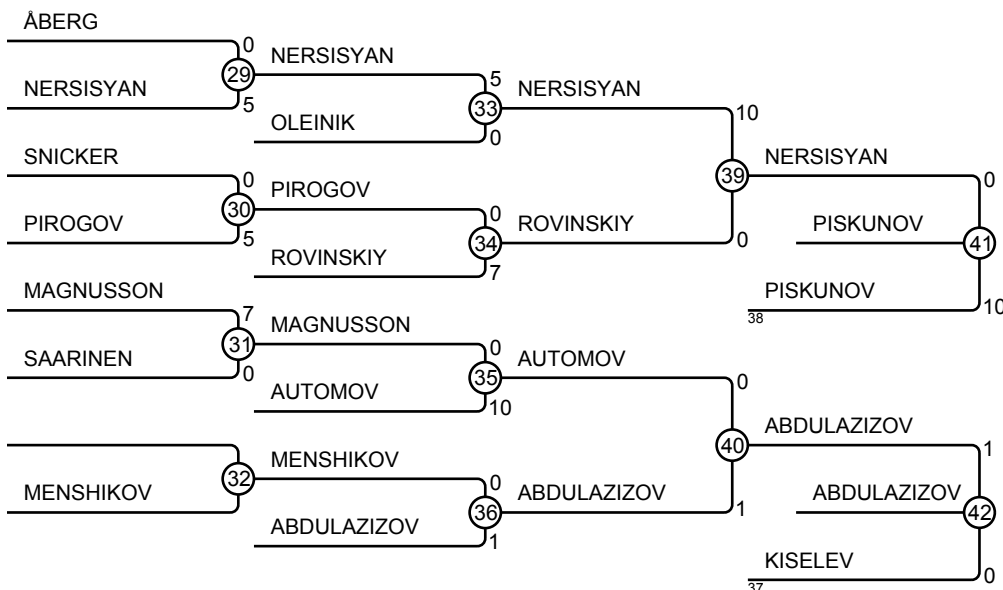 ÅBERG
0
29
NERSISYAN
5
NERSISYAN
5
33
OLEINIK
0
NERSISYAN
10
SNICKER
0
30
PIROGOV
5
PIROGOV
0
34
ROVINSKIY
7
ROVINSKIY
0
39
NERSISYAN
0
PISKUNOV
41
PISKUNOV
38
10
MAGNUSSON
7
31
SAARINEN
0
MAGNUSSON
0
35
AUTOMOV
10
AUTOMOV
0
32
MENSHIKOV
MENSHIKOV
0
36
ABDULAZIZOV
1
ABDULAZIZOV
1
40
ABDULAZIZOV
1
ABDULAZIZOV
42
KISELEV
37
0